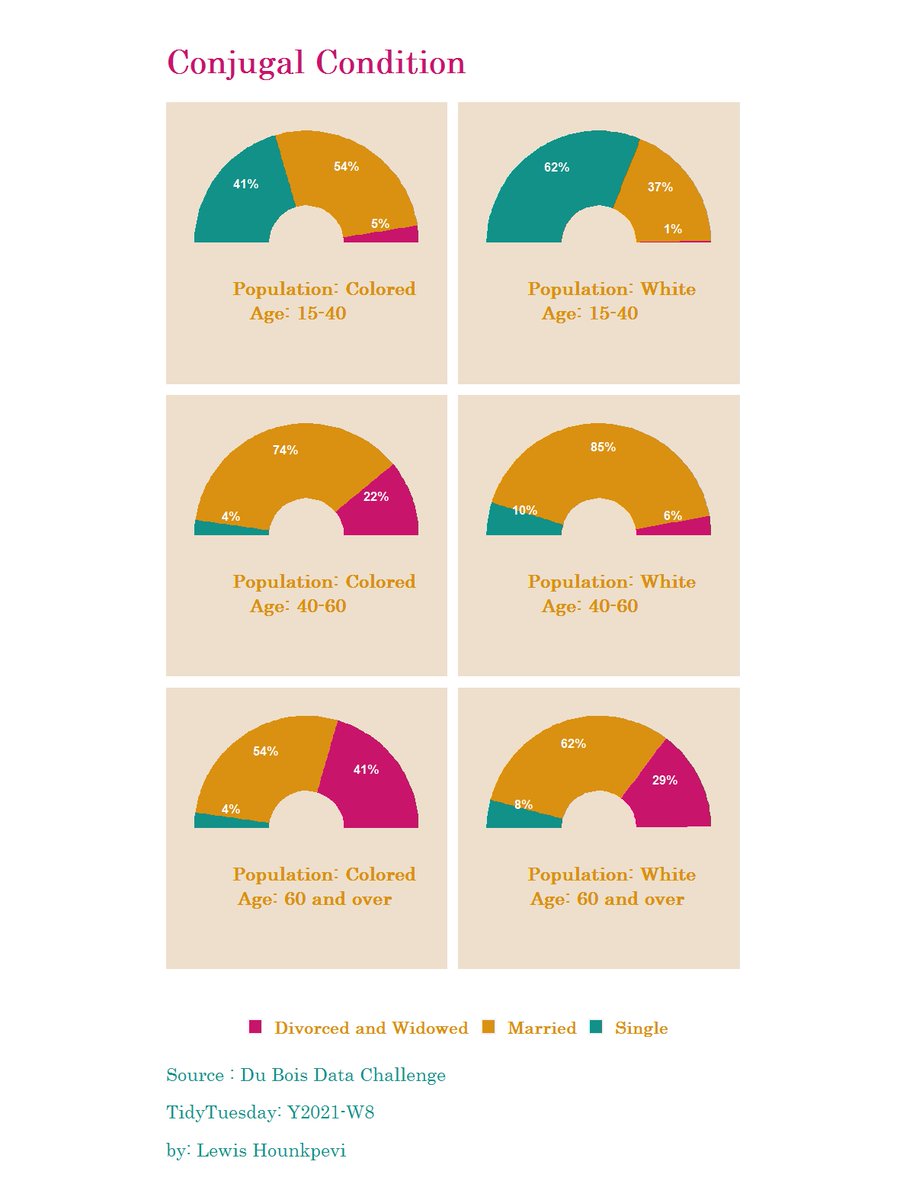 Conjugal Condition
41%
54%
5%
Population: Colored
Age: 15-40
62%
37%
1%
Population: White
Age: 15-40
4%
74%
22%
Population: Colored
Age: 40-60
10%
85%
6%
Population: White
Age: 40-60
4%
54%
41%
Population: Colored
Age: 60 and over
8%
62%
29%
Population: White
Age: 60 and over
Divorced and Widowed Married Single
Source : Du Bois Data Challenge
TidyTuesday: Y2021-W8
by: Lewis Hounkpevi